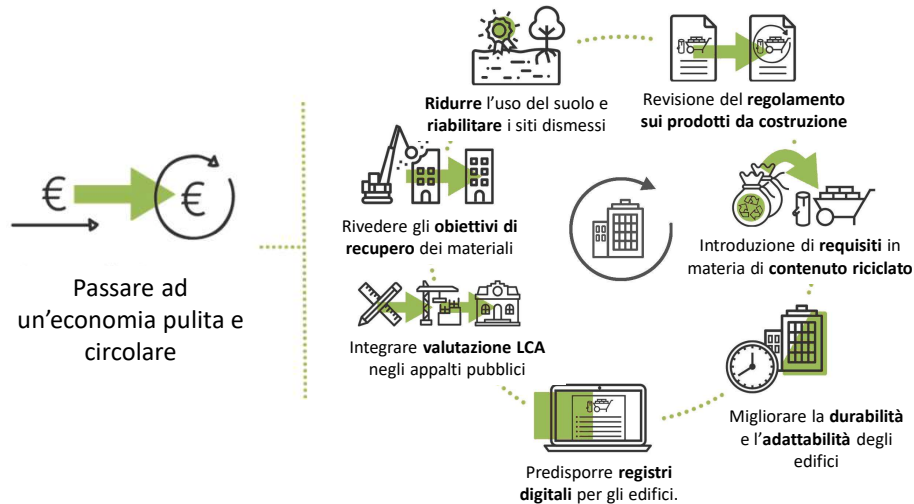 €
€
Passare ad
un’economia pulita e
circolare
Ridurre l’uso del suolo e
riabilitare i siti dismessi
Revisione del regolamento
sui prodotti da costruzione
Introduzione di requisiti in
materia di contenuto riciclato
Migliorare la durabilità
e l’adattabilità degli
edifici
Predisporre registri
digitali per gli edifici.
Integrare valutazione LCA
negli appalti pubblici
Rivedere gli obiettivi di
recupero dei materiali